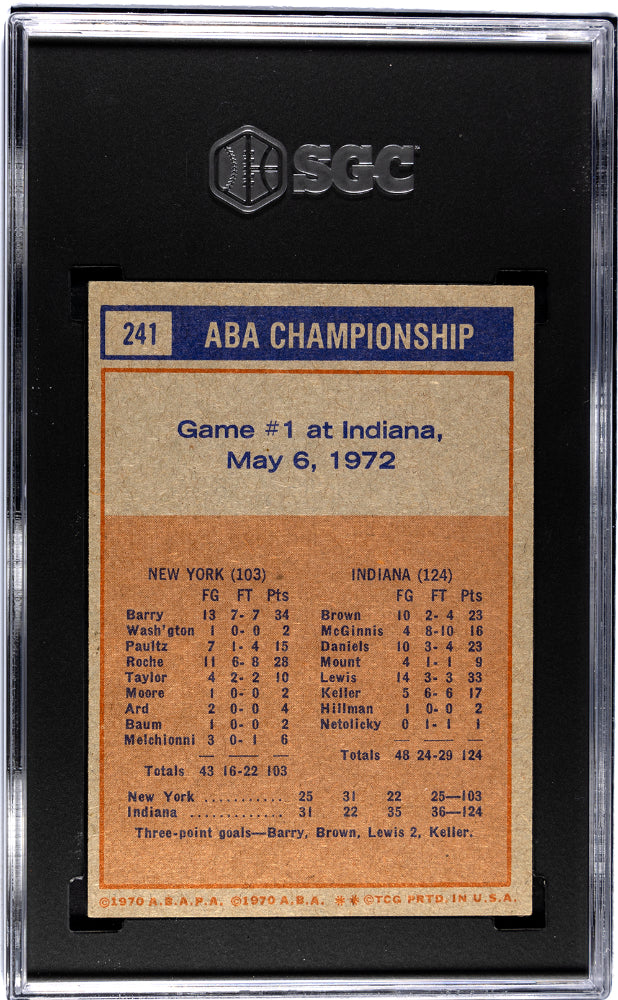 SGC
241 ABA CHAMPIONSHIP
Game #1 at Indiana,
May 6, 1972
NEW YORK (103)
FG FT Pts
Barry 13 7- 7 34
Wash'gton 1 0- 0 2
Paultz 7 1- 4 15
Roche 11 6- 8 28
Taylor 4 2- 2 10
Moore 1 0- 0 2
Ard 2 0- 0 4
Baum 1 0- 0 2
Melchionni 3 0- 1 6
Totals 43 16-22 103
INDIANA (124)
FG FT Pts
Brown 10 2- 4 23
McGinnis 4 8-10 16
Daniels 10 3- 4 23
Mount 4 1- 1 9
Lewis 14 3- 3 33
Keller 5 6- 6 17
Hillman 1 0- 0 2
Netolicky 0 1- 1 1
Totals 48 24-29 124
New York ........... 25 31 22 25—103
Indiana ............. 31 22 35 36—124
Three-point goals—Barry, Brown, Lewis 2, Keller.
©1970 A.B.A.P.A. ©1970 A.B.A. ** ©TCG PRTD. IN U.S.A.